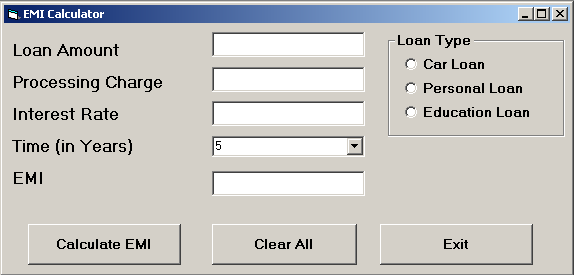 EMI Calculator
Loan Amount
Processing Charge
Interest Rate
Time (in Years)
5
EMI
Loan Type
Car Loan
Personal Loan
Education Loan
Calculate EMI
Clear All
Exit